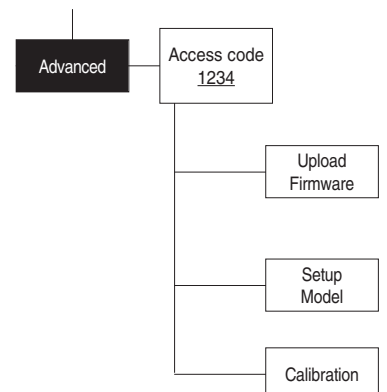 Advanced
Access code
1234
Upload
Firmware
Setup
Model
Calibration